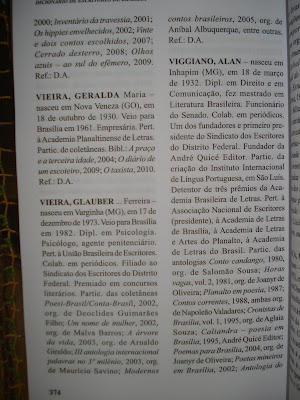 DICIONÁRIO DE ESCRITORES DE BRASÍLIA
2000; Inventário da travessia, 2001;
Os hippies envelhecidos, 2002; Vinte
e dois contos escolhidos, 2007;
Cerrado desterro, 2008; Olhos
azuis – ao sul do efêmero, 2009.
Ref.: D.A.
VIEIRA, GERALDA Maria –
nasceu em Nova Veneza (GO), em
18 de outubro de 1930. Veio para
Brasília em 1961. Empresária. Pert.
à Academia Planaltinense de Letras.
Partic. de coletâneas. Bibl.: A praça
e a terceira idade, 2004; O diário de
um escoteiro, 2009; O taxista, 2010.
Ref.: D.A.
VIEIRA, GLAUBER ... Ferreira –
nasceu em Varginha (MG), em 17 de
dezembro de 1973. Veio para Brasília
em 1982. Dipl. em Psicologia.
Psicólogo, agente penitenciário.
Pert. à União Brasileira de Escritores.
Colab. em periódicos. Filiado ao
Sindicato dos Escritores do Distrito
Federal. Premiado em concursos
literários. Partic. das coletâneas
Poesi-Brasil/Conta-Brasil, 2002,
org. de Deoclides Guimarães
Filho; Um nome de mulher, 2002,
org. de Malva Barros; A árvore
da vida, 2003, org. de Arnaldo
Giraldo; III antologia internacional
palavras no 3º milênio, 2003,
org. de Maurício Savino; Modernos
374
contos brasileiros, 2005, org. de
Aníbal Albuquerque, entre outras.
Ref.: D.A.
VIGGIANO, ALAN – nasceu em
Inhapim (MG), em 18 de março
de 1932. Dipl. em Direito e em
Comunicação, fez mestrado em
Literatura Brasileira. Funcionário
do Senado. Colab. em periódicos.
Um dos fundadores e primeiro pre-
sidente do Sindicato dos Escritores
do Distrito Federal. Fundador da
André Quicé Editor. Partic. da
criação do Instituto Internacional
de Língua Portuguesa, em São Luís.
Detentor de três prêmios da Aca-
demia Brasileira de Letras. Pert. à
Associação Nacional de Escritores
(presidente), à Academia de Letras
de Brasília, à Academia de Letras
e Artes do Planalto, à Academia
de Letras do Brasil. Partic. das
antologias Conto candango, 1980,
org. de Salomão Sousa; Horas
vagas, vol. 2, 1981, org. de Joanyr de
Oliveira; Planalto em poesia, 1987;
Contos correntes, 1988, ambas org.
de Napoleão Valadares; Cronistas de
Brasília, vol. 1, 1995, org. de Aglaia
Souza; Caliandra – poesia em
Brasília, 1995, André Quicé Editor;
Poemas para Brasília, 2004, org. de
Joanyr de Oliveira; Poetas mineiros
em Brasília, 2002; Antologia do